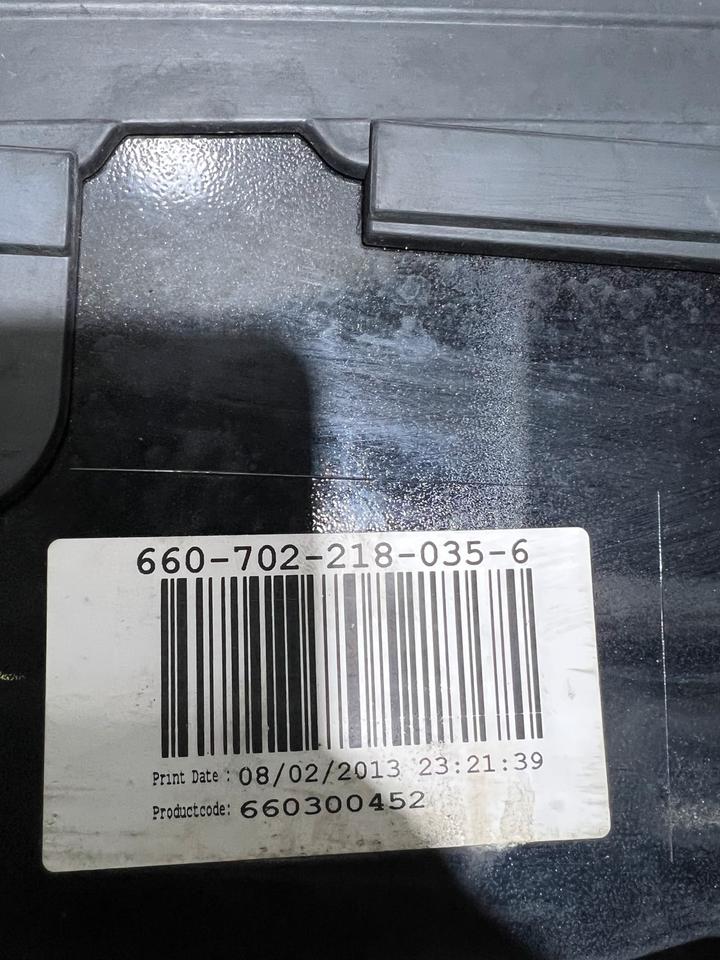 660-702-218-035-6
Print Date : 08/02/2013 23:21:39
Productcode: 660300452